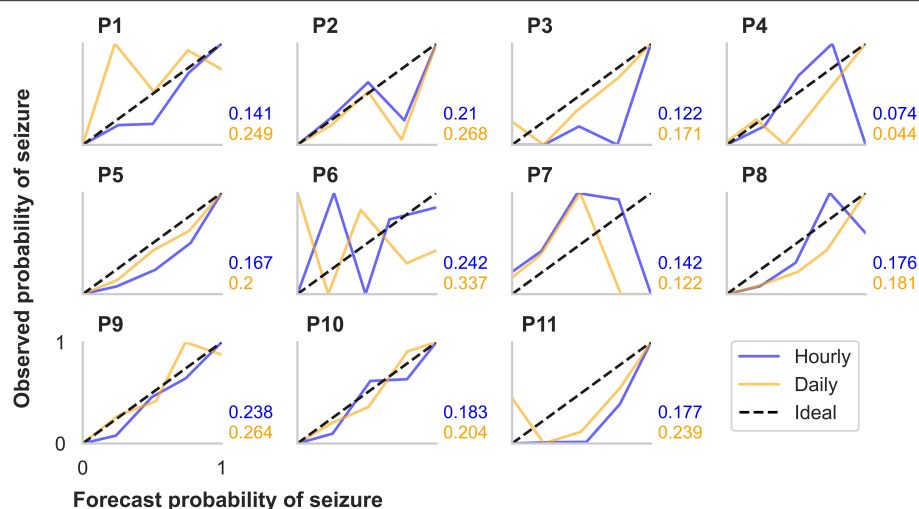 P1
P2
P3
P4
0.141
0.249
0.21
0.268
0.122
0.171
0.074
0.044
P5
P6
P7
P8
0.167
0.2
0.242
0.337
0.142
0.122
0.176
0.181
P9
P10
P11
1
0
0.238
0.264
0.183
0.204
0.177
0.239
Hourly
Daily
Ideal
0
1
Observed probability of seizure
Forecast probability of seizure